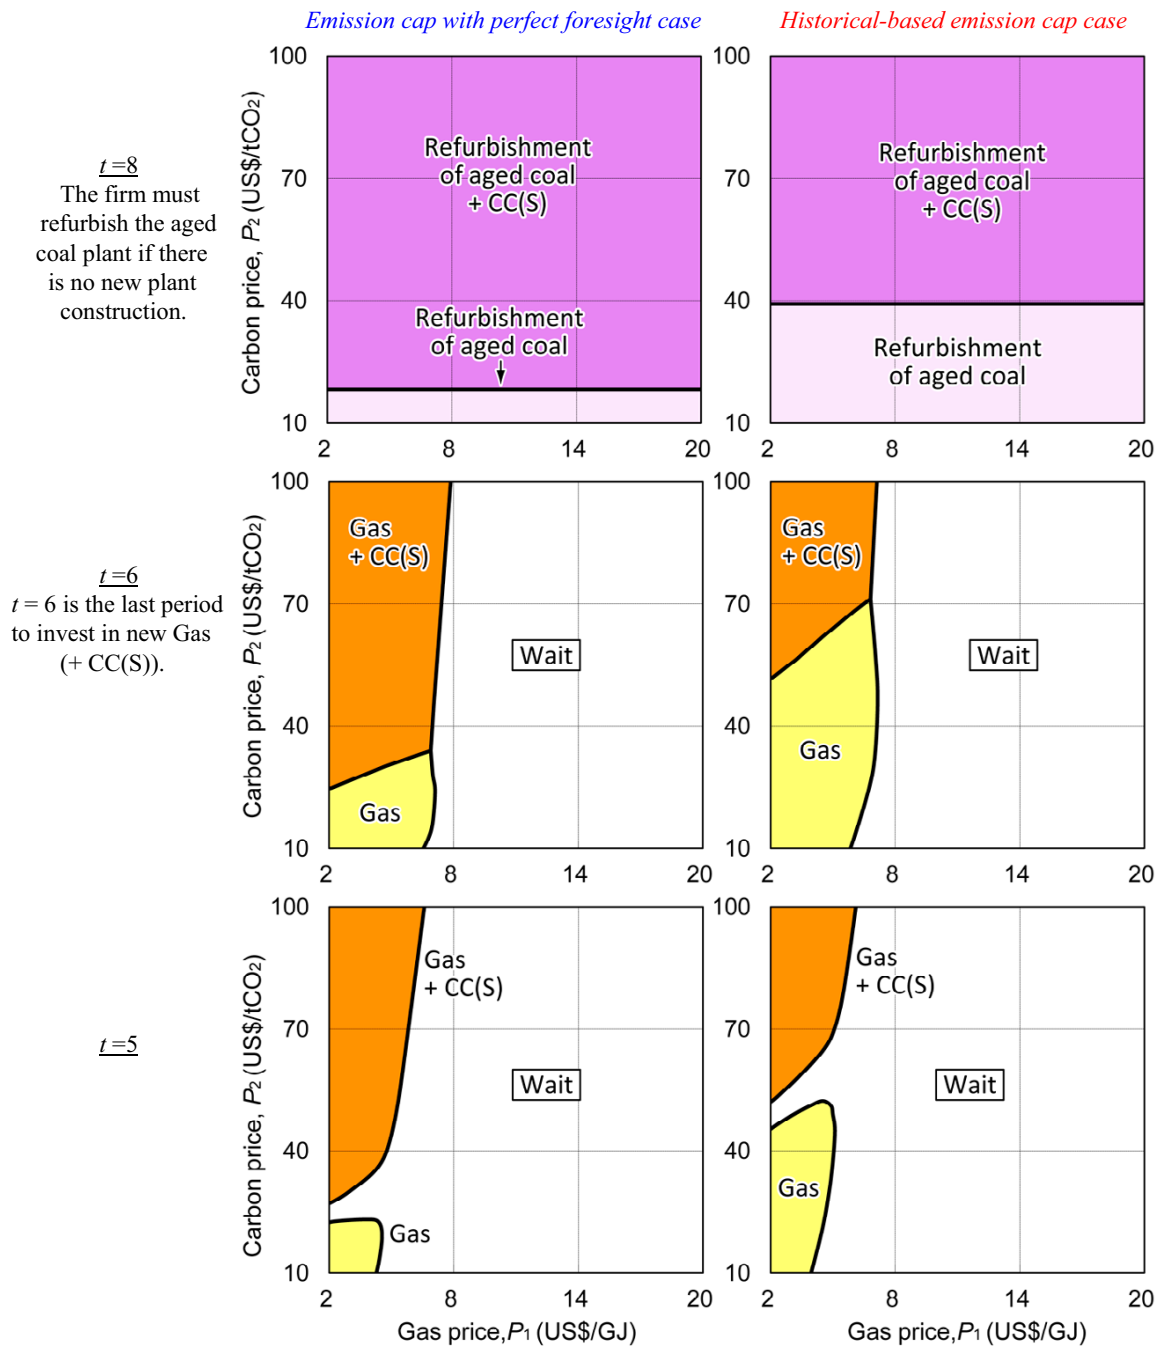 Emission cap with perfect foresight case
Historical-based emission cap case
t=8
The firm must
refurbish the aged
coal plant if there
is no new plant
construction.
Carbon price, P2 (US$/tCO2)
100
70
40
10
Refurbishment
of aged coal
+ CC(S)
Refurbishment
of aged coal
2
8
14
20
100
70
40
10
Refurbishment
of aged coal
+ CC(S)
Refurbishment
of aged coal
2
8
14
20
t=6
t = 6 is the last period
to invest in new Gas
(+ CC(S)).
Carbon price, P2 (US$/tCO2)
100
70
40
10
Gas
+ CC(S)
Wait
Gas
2
8
14
20
100
70
40
10
Gas
+ CC(S)
Wait
Gas
2
8
14
20
t=5
Carbon price, P2 (US$/tCO2)
100
70
40
10
Gas
+ CC(S)
Wait
Gas
2
8
14
20
Gas price,P1 (US$/GJ)
100
70
40
10
Gas
+ CC(S)
Wait
Gas
2
8
14
20
Gas price,P1 (US$/GJ)